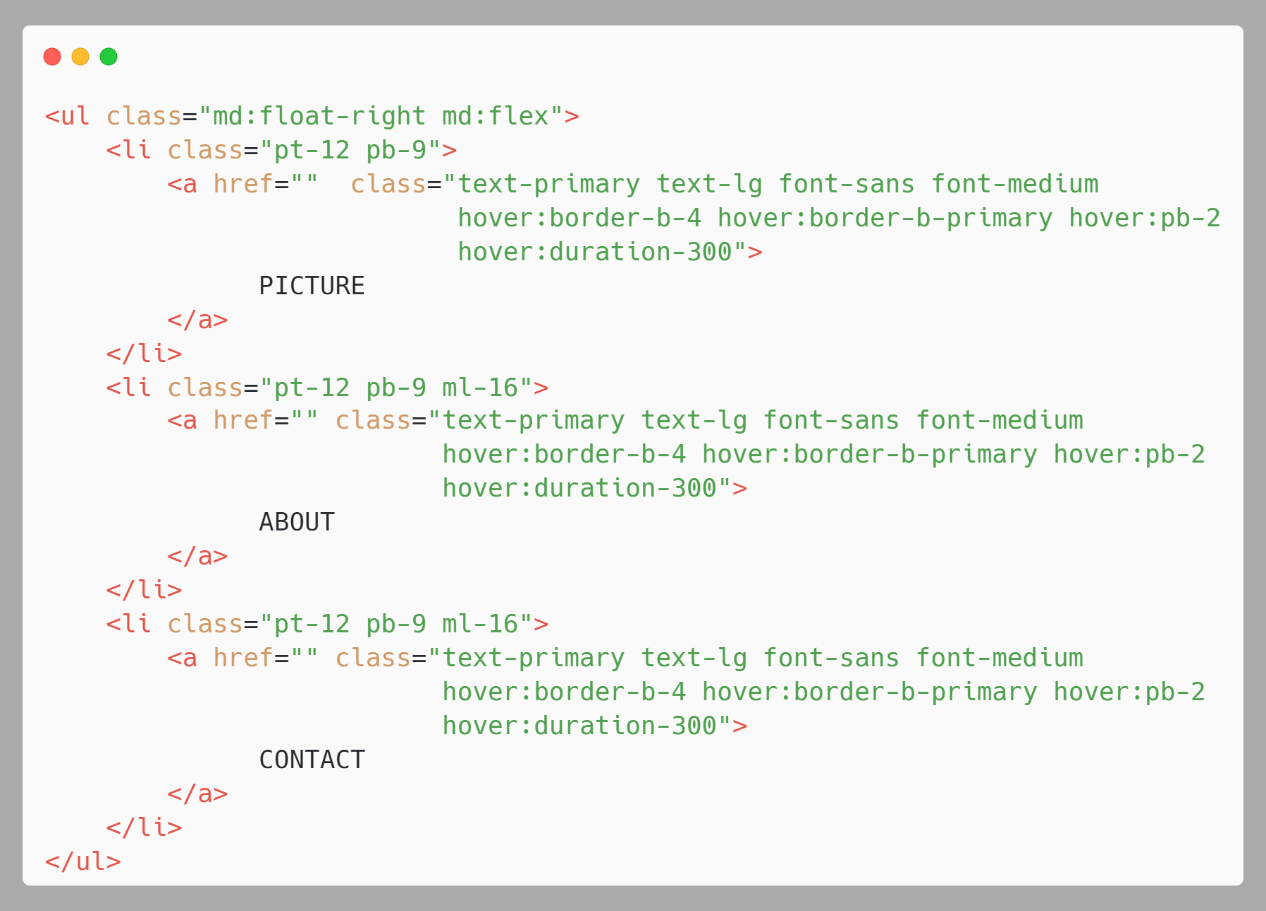 <ul class="md:float-right md:flex">
    <li class="pt-12 pb-9">
        <a href=""  class="text-primary text-lg font-sans font-medium
                           hover:border-b-4 hover:border-b-primary hover:pb-2
                           hover:duration-300">
              PICTURE
        </a>
    </li>
    <li class="pt-12 pb-9 ml-16">
        <a href="" class="text-primary text-lg font-sans font-medium
                          hover:border-b-4 hover:border-b-primary hover:pb-2
                          hover:duration-300">
              ABOUT
        </a>
    </li>
    <li class="pt-12 pb-9 ml-16">
        <a href="" class="text-primary text-lg font-sans font-medium
                          hover:border-b-4 hover:border-b-primary hover:pb-2
                          hover:duration-300">
              CONTACT
        </a>
    </li>
</ul>